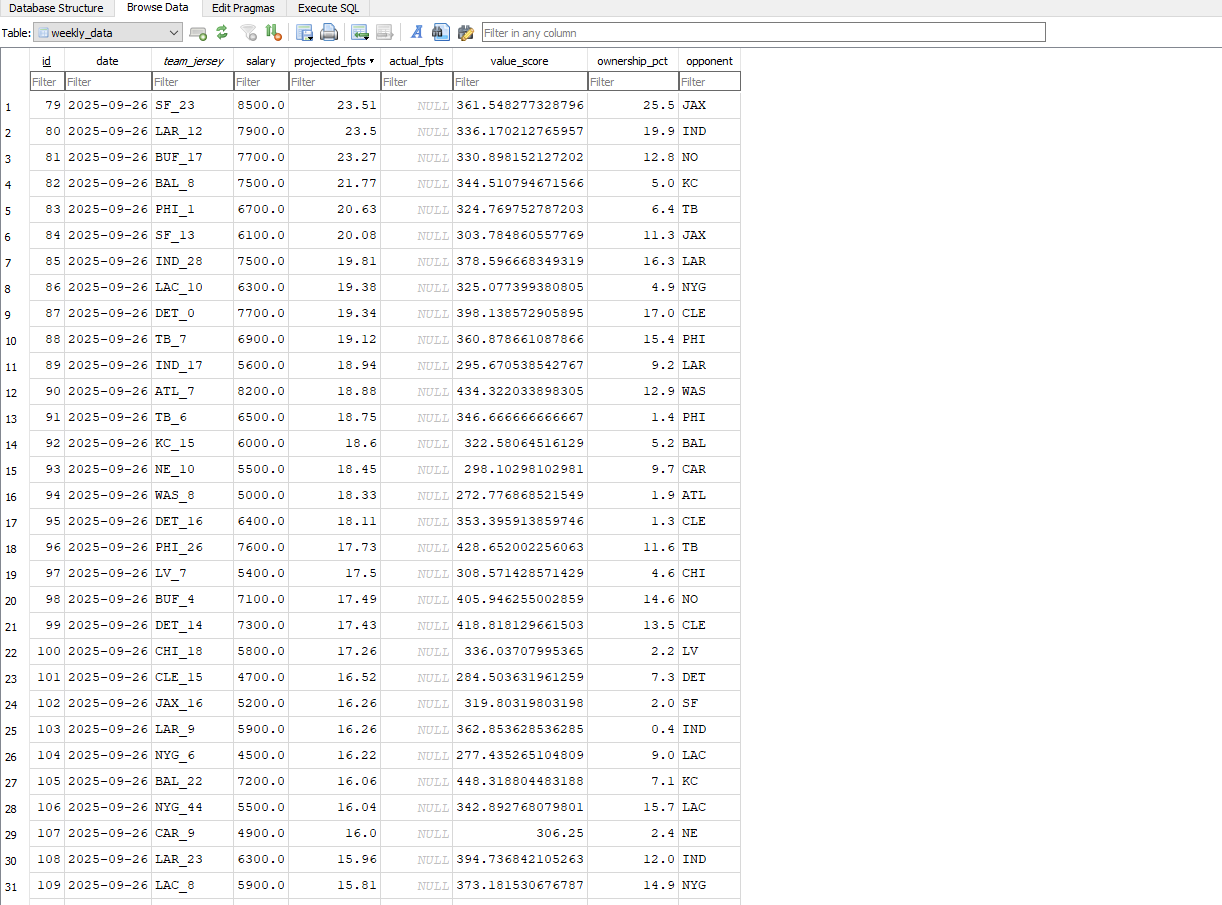 Database Structure Browse Data Edit Pragmas Execute SQL
Table: weekly_data Filter in any column
id date team_jersey salary projected_fpts actual_fpts value_score ownership_pct opponent
Filter Filter Filter Filter Filter Filter Filter Filter Filter
1 79 2025-09-26 SF_23 8500.0 23.51 NULL 361.548277328796 25.5 JAX
2 80 2025-09-26 LAR_12 7900.0 23.5 NULL 336.170212765957 19.9 IND
3 81 2025-09-26 BUF_17 7700.0 23.27 NULL 330.898152127202 12.8 NO
4 82 2025-09-26 BAL_8 7500.0 21.77 NULL 344.510794671566 5.0 KC
5 83 2025-09-26 PHI_1 6700.0 20.63 NULL 324.769752787203 6.4 TB
6 84 2025-09-26 SF_13 6100.0 20.08 NULL 303.784860557769 11.3 JAX
7 85 2025-09-26 IND_28 7500.0 19.81 NULL 378.596668349319 16.3 LAR
8 86 2025-09-26 LAC_10 6300.0 19.38 NULL 325.077399380805 4.9 NYG
9 87 2025-09-26 DET_0 7700.0 19.34 NULL 398.138572905895 17.0 CLE
10 88 2025-09-26 TB_7 6900.0 19.12 NULL 360.878661087866 15.4 PHI
11 89 2025-09-26 IND_17 5600.0 18.94 NULL 295.670538542767 9.2 LAR
12 90 2025-09-26 ATL_7 8200.0 18.88 NULL 434.322033898305 12.9 WAS
13 91 2025-09-26 TB_6 6500.0 18.75 NULL 346.666666666667 1.4 PHI
14 92 2025-09-26 KC_15 6000.0 18.6 NULL 322.58064516129 5.2 BAL
15 93 2025-09-26 NE_10 5500.0 18.45 NULL 298.10298102981 9.7 CAR
16 94 2025-09-26 WAS_8 5000.0 18.33 NULL 272.776868521549 1.9 ATL
17 95 2025-09-26 DET_16 6400.0 18.11 NULL 353.395913859746 1.3 CLE
18 96 2025-09-26 PHI_26 7600.0 17.73 NULL 428.652002256063 11.6 TB
19 97 2025-09-26 LV_7 5400.0 17.5 NULL 308.571428571429 4.6 CHI
20 98 2025-09-26 BUF_4 7100.0 17.49 NULL 405.946255002859 14.6 NO
21 99 2025-09-26 DET_14 7300.0 17.43 NULL 418.818129661503 13.5 CLE
22 100 2025-09-26 CHI_18 5800.0 17.26 NULL 336.03707995365 2.2 LV
23 101 2025-09-26 CLE_15 4700.0 16.52 NULL 284.503631961259 7.3 DET
24 102 2025-09-26 JAX_16 5200.0 16.26 NULL 319.80319803198 2.0 SF
25 103 2025-09-26 LAR_9 5900.0 16.26 NULL 362.853628536285 0.4 IND
26 104 2025-09-26 NYG_6 4500.0 16.22 NULL 277.435265104809 9.0 LAC
27 105 2025-09-26 BAL_22 7200.0 16.06 NULL 448.318804483188 7.1 KC
28 106 2025-09-26 NYG_44 5500.0 16.04 NULL 342.892768079801 15.7 LAC
29 107 2025-09-26 CAR_9 4900.0 16.0 NULL 306.25 2.4 NE
30 108 2025-09-26 LAR_23 6300.0 15.96 NULL 394.736842105263 12.0 IND
31 109 2025-09-26 LAC_8 5900.0 15.81 NULL 373.181530676787 14.9 NYG